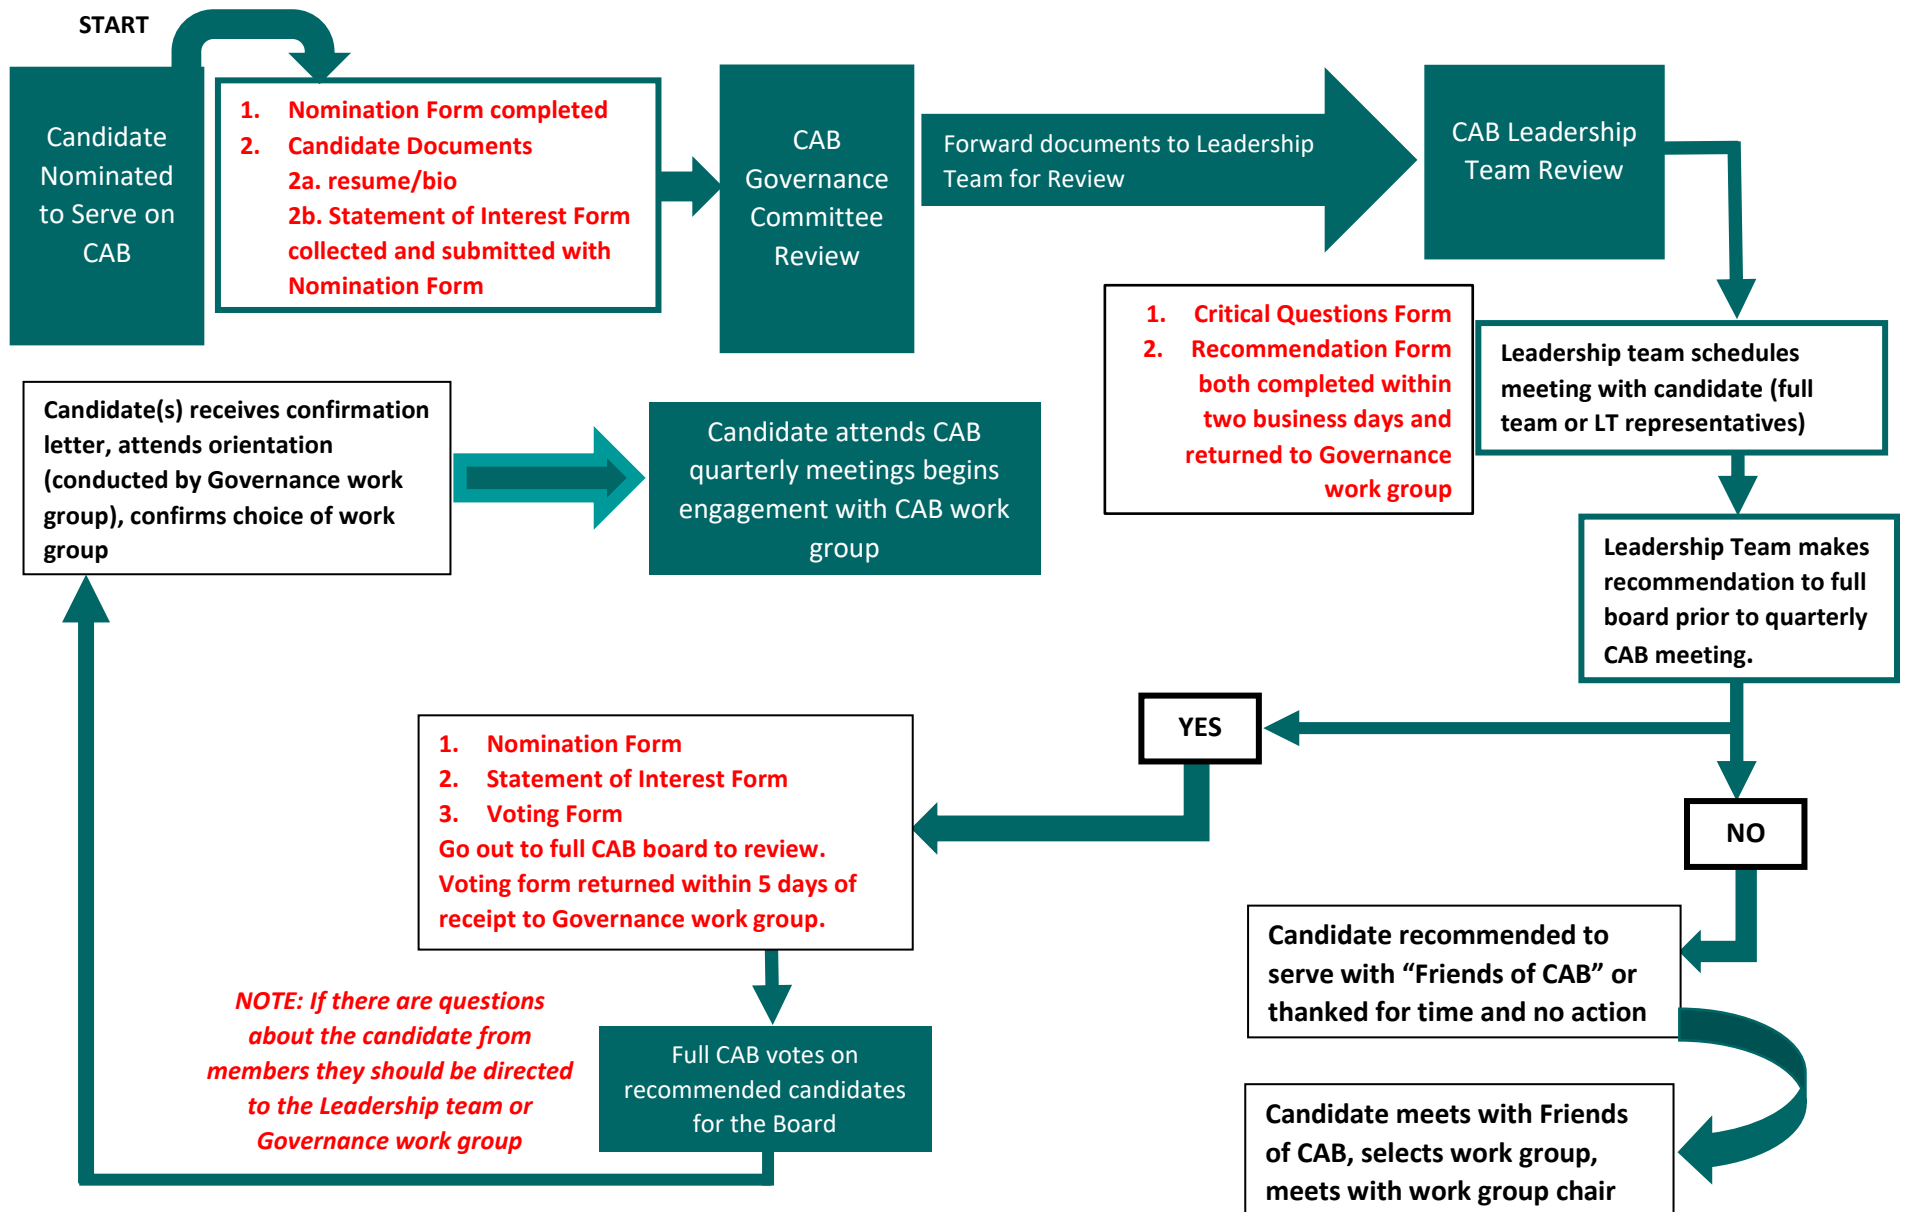 START
Candidate
Nominated
to Serve on
CAB
1. Nomination Form completed
2. Candidate Documents
2a. resume/bio
2b. Statement of Interest Form
collected and submitted with
Nomination Form
CAB
Governance
Committee
Review
Forward documents to Leadership
Team for Review
CAB Leadership
Team Review
1. Critical Questions Form
2. Recommendation Form
both completed within
two business days and
returned to Governance
work group
Leadership team schedules
meeting with candidate (full
team or LT representatives)
Leadership Team makes
recommendation to full
board prior to quarterly
CAB meeting.
YES
NO
1. Nomination Form
2. Statement of Interest Form
3. Voting Form
Go out to full CAB board to review.
Voting form returned within 5 days of
receipt to Governance work group.
Candidate recommended to
serve with “Friends of CAB” or
thanked for time and no action
Candidate meets with Friends
of CAB, selects work group,
meets with work group chair
Full CAB votes on
recommended candidates
for the Board
NOTE: If there are questions
about the candidate from
members they should be directed
to the Leadership team or
Governance work group
Candidate(s) receives confirmation
letter, attends orientation
(conducted by Governance work
group), confirms choice of work
group
Candidate attends CAB
quarterly meetings begins
engagement with CAB work
group